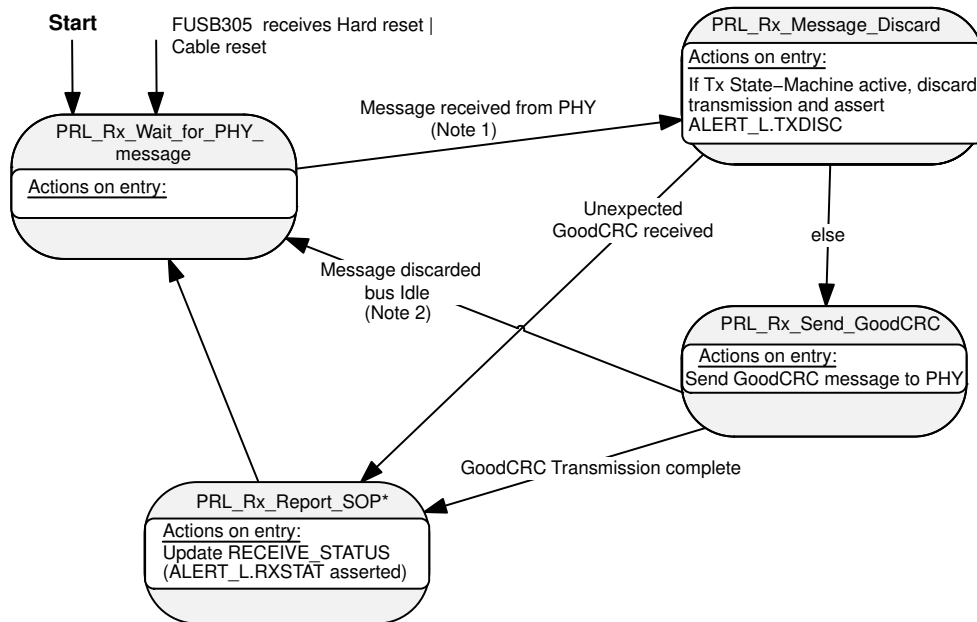 Start
FUSB305 receives Hard reset |
Cable reset
PRL_Rx_Wait_for_PHY_
message
Actions on entry:
Message received from PHY
(Note 1)
PRL_Rx_Message_Discard
Actions on entry:
If Tx State-Machine active, discard
transmission and assert
ALERT_L.TXDISC
Unexpected
GoodCRC received
else
Message discarded
bus Idle
(Note 2)
PRL_Rx_Send_GoodCRC
Actions on entry:
Send GoodCRC message to PHY
GoodCRC Transmission complete
PRL_Rx_Report_SOP*
Actions on entry:
Update RECEIVE_STATUS
(ALERT_L.RXSTAT asserted)